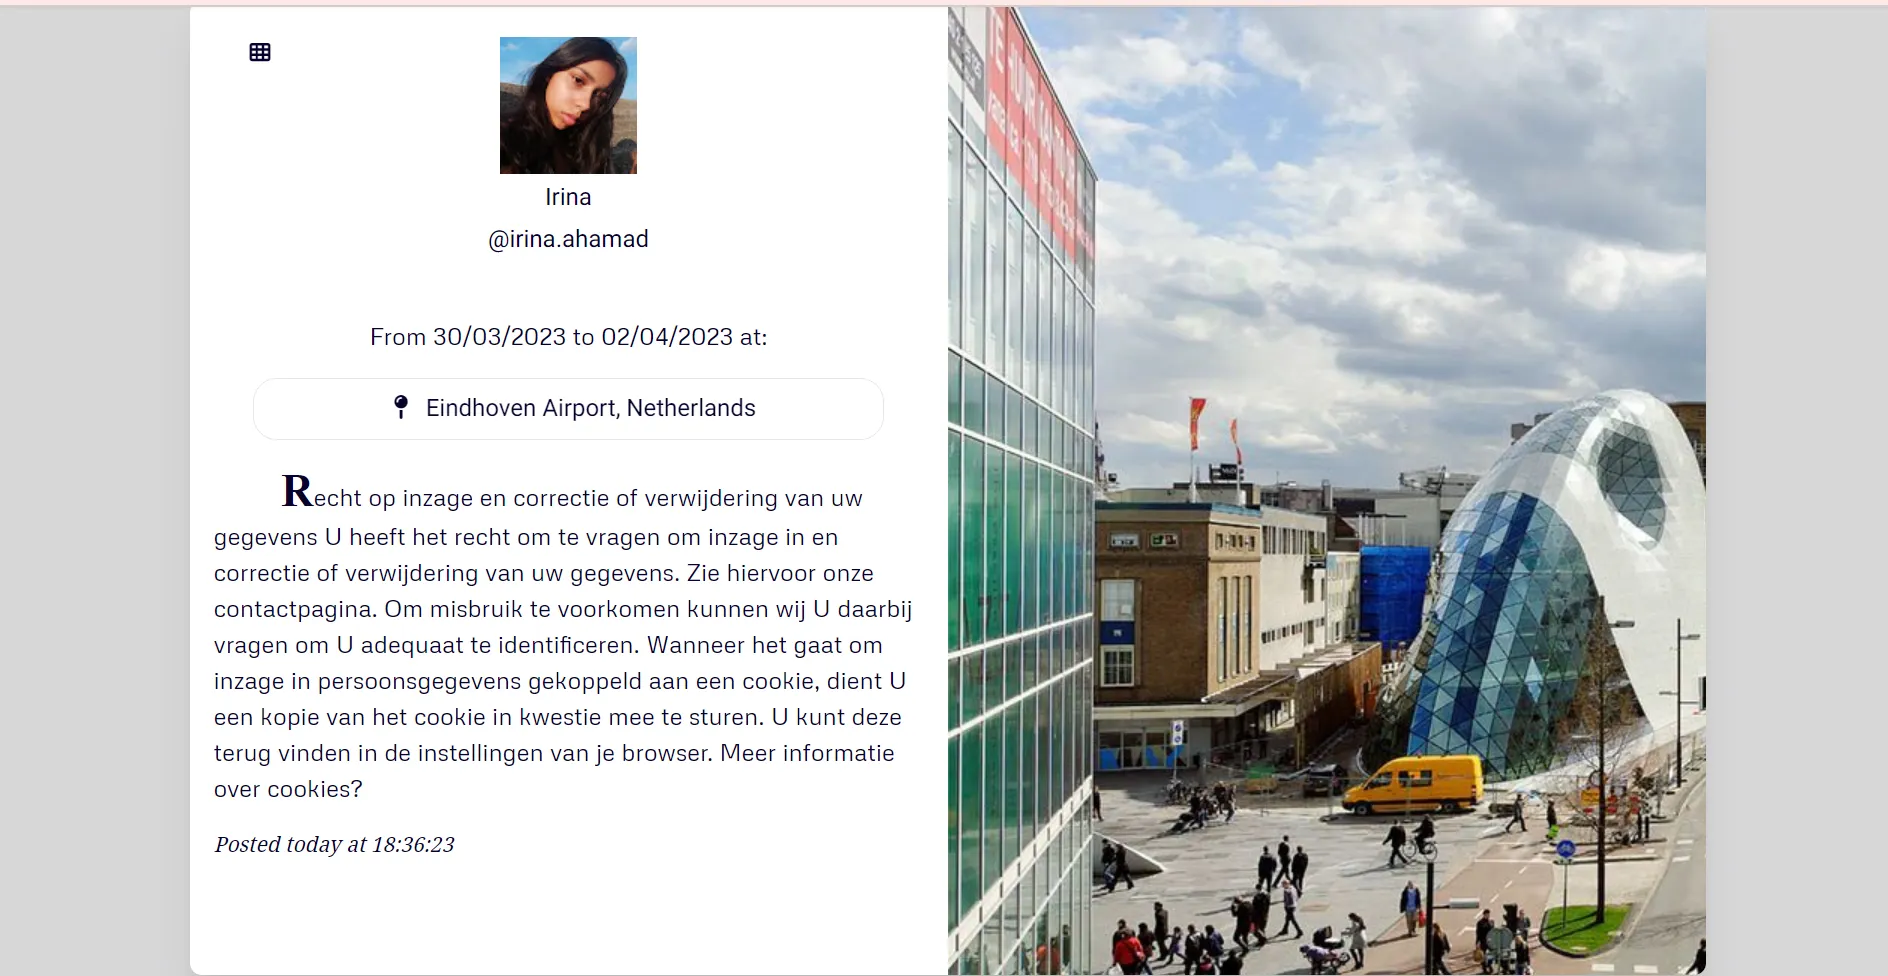 Irina
@irina.ahamad
From 30/03/2023 to 02/04/2023 at:
Eindhoven Airport, Netherlands
Recht op inzage en correctie of verwijdering van uw
gegevens U heeft het recht om te vragen om inzage in en
correctie of verwijdering van uw gegevens. Zie hiervoor onze
contactpagina. Om misbruik te voorkomen kunnen wij U daarbij
vragen om U adequaat te identificeren. Wanneer het gaat om
inzage in persoonsgegevens gekoppeld aan een cookie, dient U
een kopie van het cookie in kwestie mee te sturen. U kunt deze
terug vinden in de instellingen van je browser. Meer informatie
over cookies?
Posted today at 18:36:23